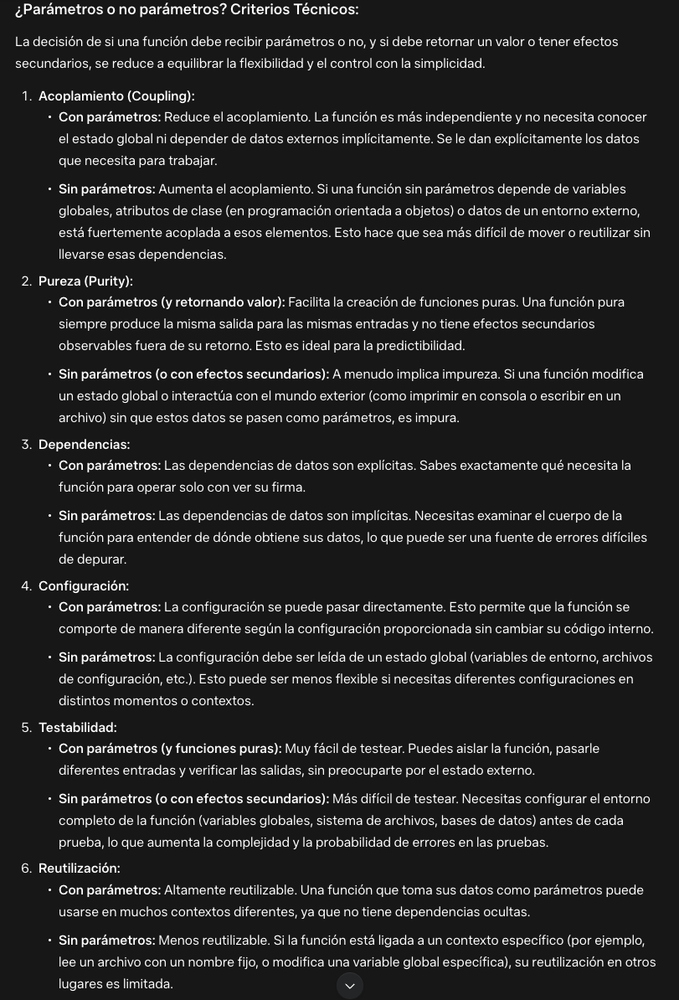 ¿Parámetros o no parámetros? Criterios Técnicos:
La decisión de si una función debe recibir parámetros o no, y si debe retornar un valor o tener efectos
secundarios, se reduce a equilibrar la flexibilidad y el control con la simplicidad.
1. Acoplamiento (Coupling):
• Con parámetros: Reduce el acoplamiento. La función es más independiente y no necesita conocer
el estado global ni depender de datos externos implícitamente. Se le dan explícitamente los datos
que necesita para trabajar.
• Sin parámetros: Aumenta el acoplamiento. Si una función sin parámetros depende de variables
globales, atributos de clase (en programación orientada a objetos) o datos de un entorno externo,
está fuertemente acoplada a esos elementos. Esto hace que sea más difícil de mover o reutilizar sin
llevarse esas dependencias.
2. Pureza (Purity):
• Con parámetros (y retornando valor): Facilita la creación de funciones puras. Una función pura
siempre produce la misma salida para las mismas entradas y no tiene efectos secundarios
observables fuera de su retorno. Esto es ideal para la predictibilidad.
• Sin parámetros (o con efectos secundarios): A menudo implica impureza. Si una función modifica
un estado global o interactúa con el mundo exterior (como imprimir en consola o escribir en un
archivo) sin que estos datos se pasen como parámetros, es impura.
3. Dependencias:
• Con parámetros: Las dependencias de datos son explícitas. Sabes exactamente qué necesita la
función para operar solo con ver su firma.
• Sin parámetros: Las dependencias de datos son implícitas. Necesitas examinar el cuerpo de la
función para entender de dónde obtiene sus datos, lo que puede ser una fuente de errores difíciles
de depurar.
4. Configuración:
• Con parámetros: La configuración se puede pasar directamente. Esto permite que la función se
comporte de manera diferente según la configuración proporcionada sin cambiar su código interno.
• Sin parámetros: La configuración debe ser leída de un estado global (variables de entorno, archivos
de configuración, etc.). Esto puede ser menos flexible si necesitas diferentes configuraciones en
distintos momentos o contextos.
5. Testabilidad:
• Con parámetros (y funciones puras): Muy fácil de testear. Puedes aislar la función, pasarle
diferentes entradas y verificar las salidas, sin preocuparte por el estado externo.
• Sin parámetros (o con efectos secundarios): Más difícil de testear. Necesitas configurar el entorno
completo de la función (variables globales, sistema de archivos, bases de datos) antes de cada
prueba, lo que aumenta la complejidad y la probabilidad de errores en las pruebas.
6. Reutilización:
• Con parámetros: Altamente reutilizable. Una función que toma sus datos como parámetros puede
usarse en muchos contextos diferentes, ya que no tiene dependencias ocultas.
• Sin parámetros: Menos reutilizable. Si la función está ligada a un contexto específico (por ejemplo,
lee un archivo con un nombre fijo, o modifica una variable global específica), su reutilización en otros
lugares es limitada.